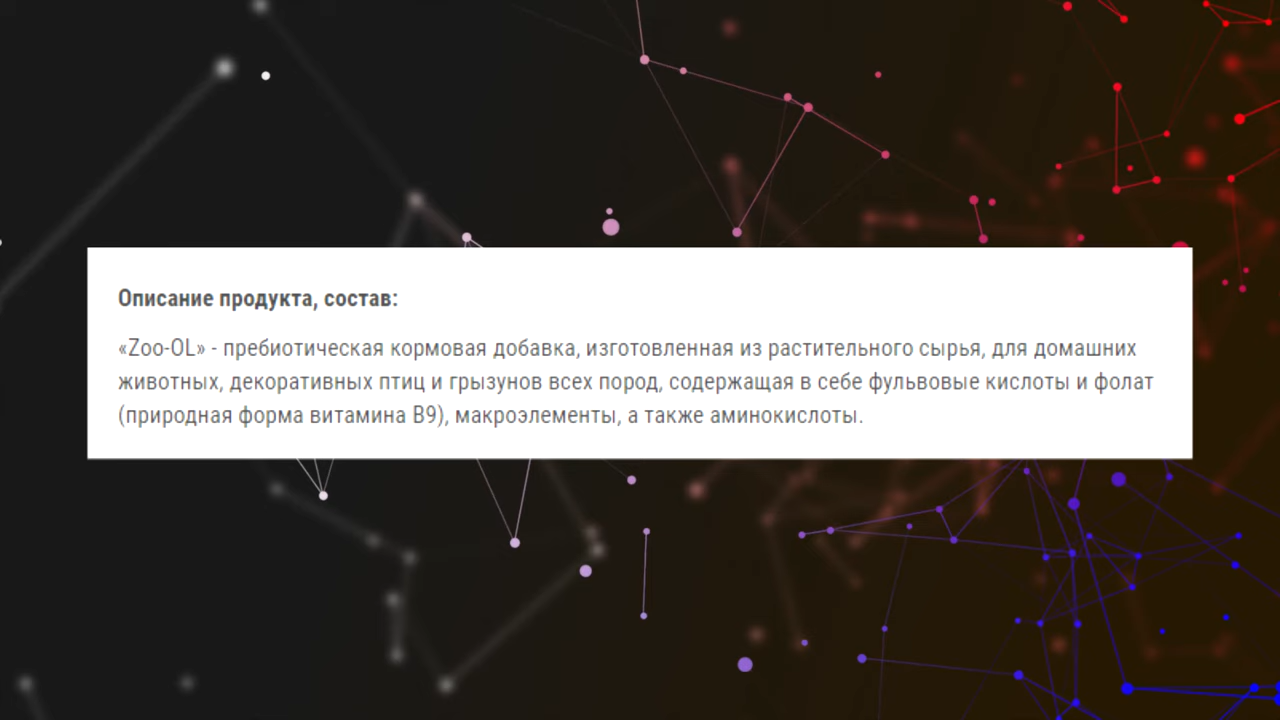 Описание продукта, состав:
«Zoo-OL» - пребиотическая кормовая добавка, изготовленная из растительного сырья, для домашних
животных, декоративных птиц и грызунов всех пород, содержащая в себе фульвовые кислоты и фолат
(природная форма витамина В9), макроэлементы, а также аминокислоты.